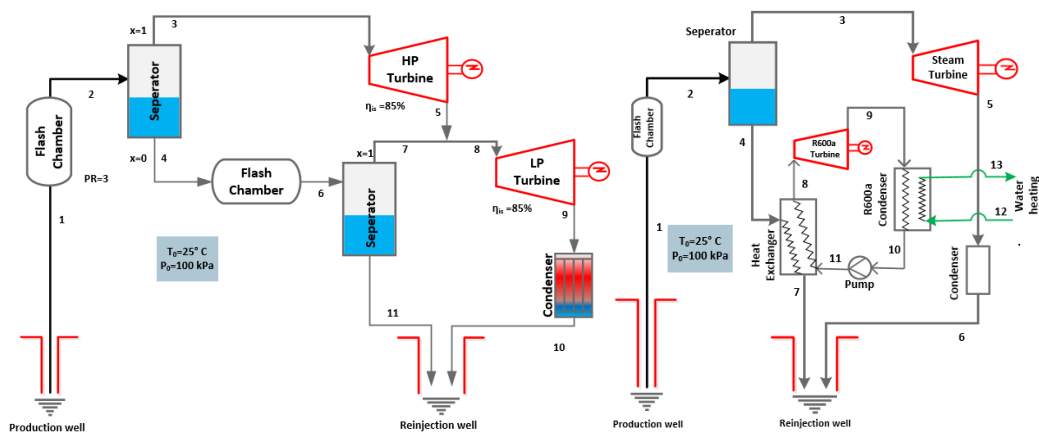 3
x=1
HP
Turbine
2
Seperator
ηis =85%
5
x=1
7
8
Flash
Chamber
x=0
4
PR=3
Flash
Chamber
6
LP
Turbine
ηis =85%
9
1
T₀=25° C
P₀=100 kPa
Seperator
Condenser
11
10
Production well
Reinjection well
3
Seperator
Steam
Turbine
2
5
Flash
Chamber
9
4
R600a
Turbine
13
R600a
Condenser
Water
heating
8
12
1
T₀=25° C
P₀=100 kPa
Heat
Exchanger
11
10
Pump
Condenser
7
6
Production well
Reinjection well